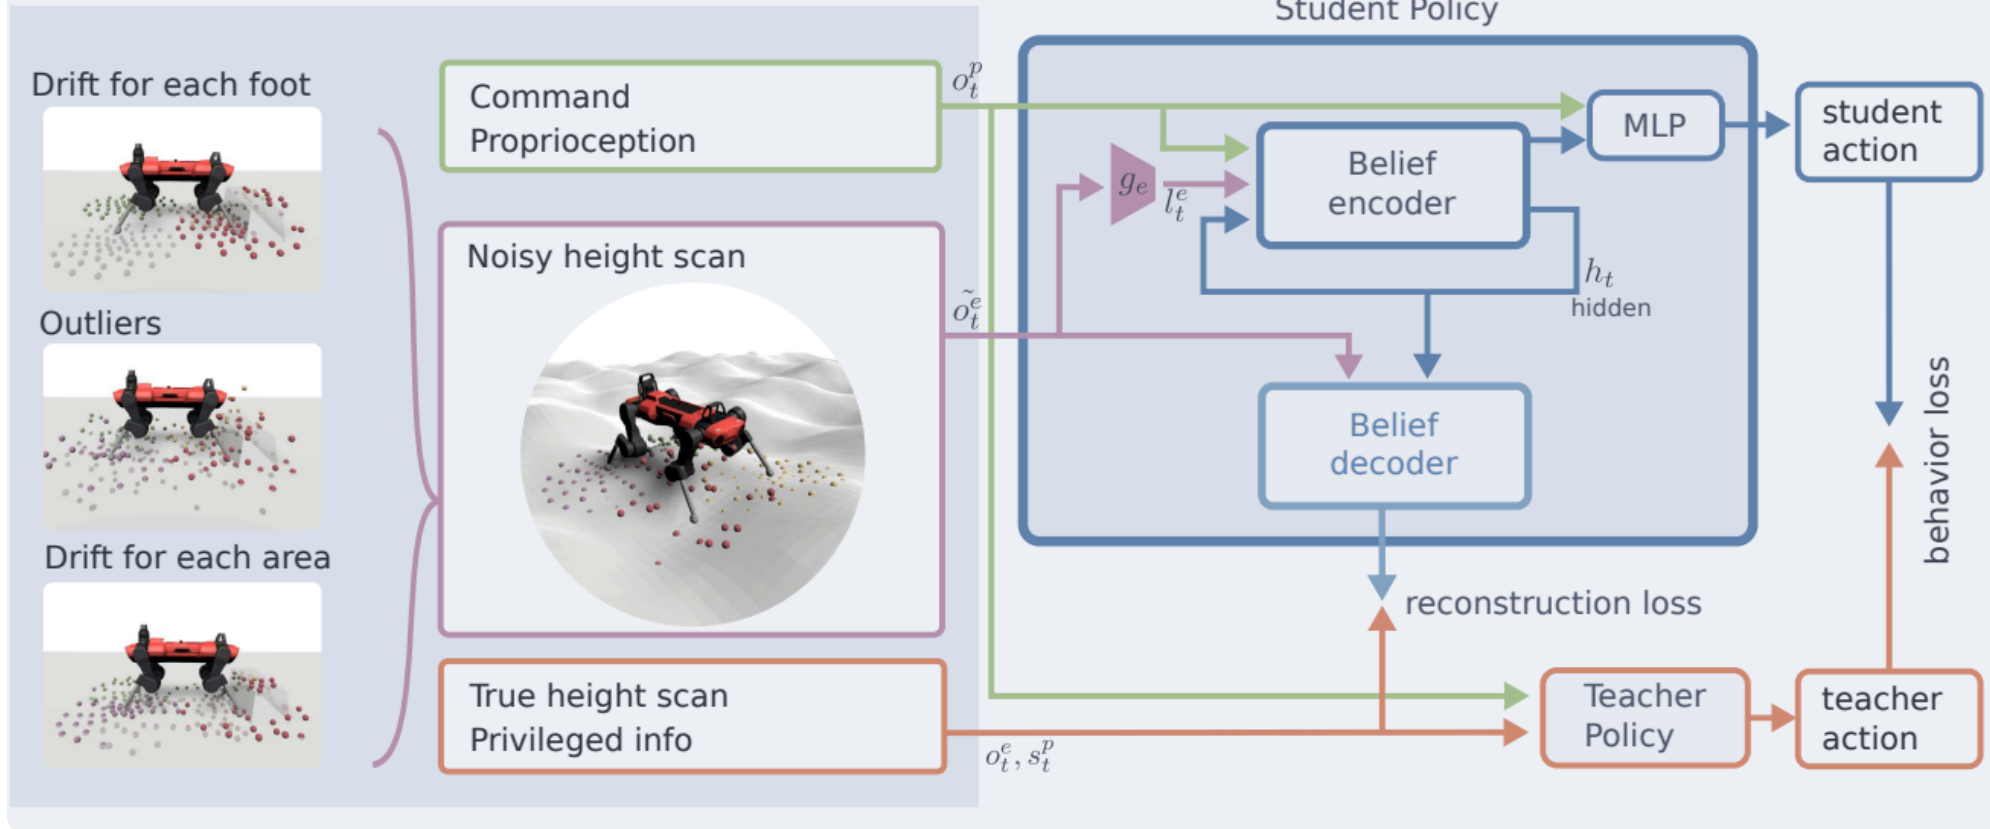 Student Policy
Drift for each foot
Outliers
Drift for each area
Command
Proprioception
Noisy height scan
True height scan
Privileged info
$o_t^p$
$\tilde{o_t^e}$
$o_t^e, s_t^p$
$g_e$
$l_t^e$
Belief
encoder
MLP
$h_t$
hidden
Belief
decoder
reconstruction loss
student
action
behavior loss
Teacher
Policy
teacher
action